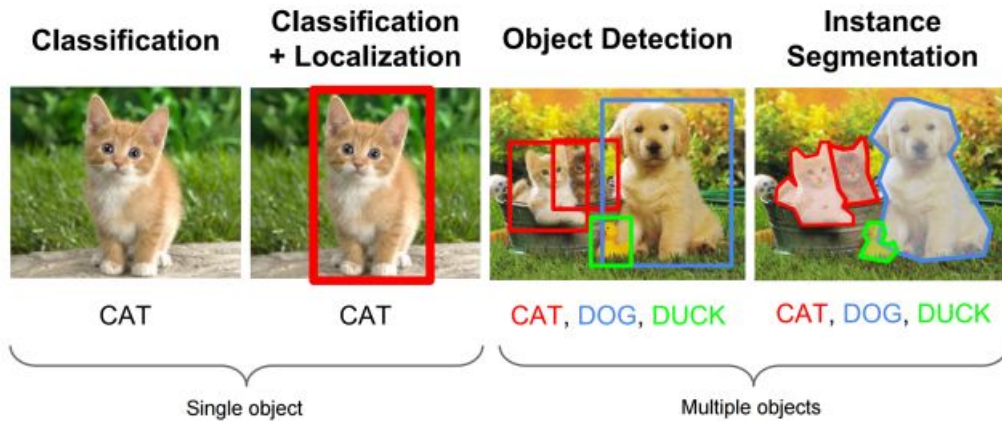 Classification
Classification
+ Localization
Object Detection
Instance
Segmentation
CAT
CAT
CAT, DOG, DUCK
CAT, DOG, DUCK
Single object
Multiple objects